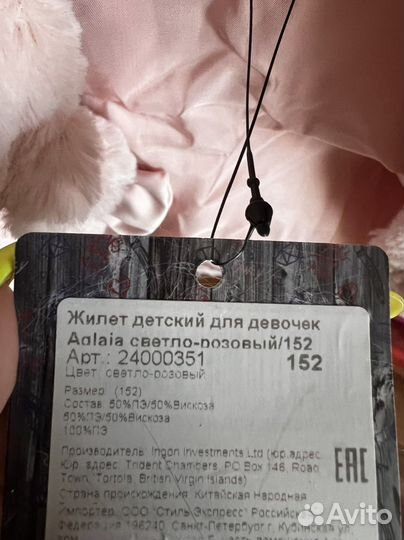 Жилет детский для девочек
Aglaia светло-розовый/152
Арт.: 24000351 152
Цвет: светло-розовый
Размер: (152)
Состав: 50%ПЭ/50%Вискоза
50%ПЭ/50%Вискоза
100%ПЭ
Производитель: Ingon Investments Ltd (юр.адрес:
Юр. адрес: Trident Chambers, PO Box 146, Road
Town, Tortola, British Virgin Islands)
EAC
Страна происхождения: Китайская Народная
Импортер: ООО "Стиль Экспресс" Российская
Федерация 196240, Санкт-Петербург г, Кубинская ул,
Avito